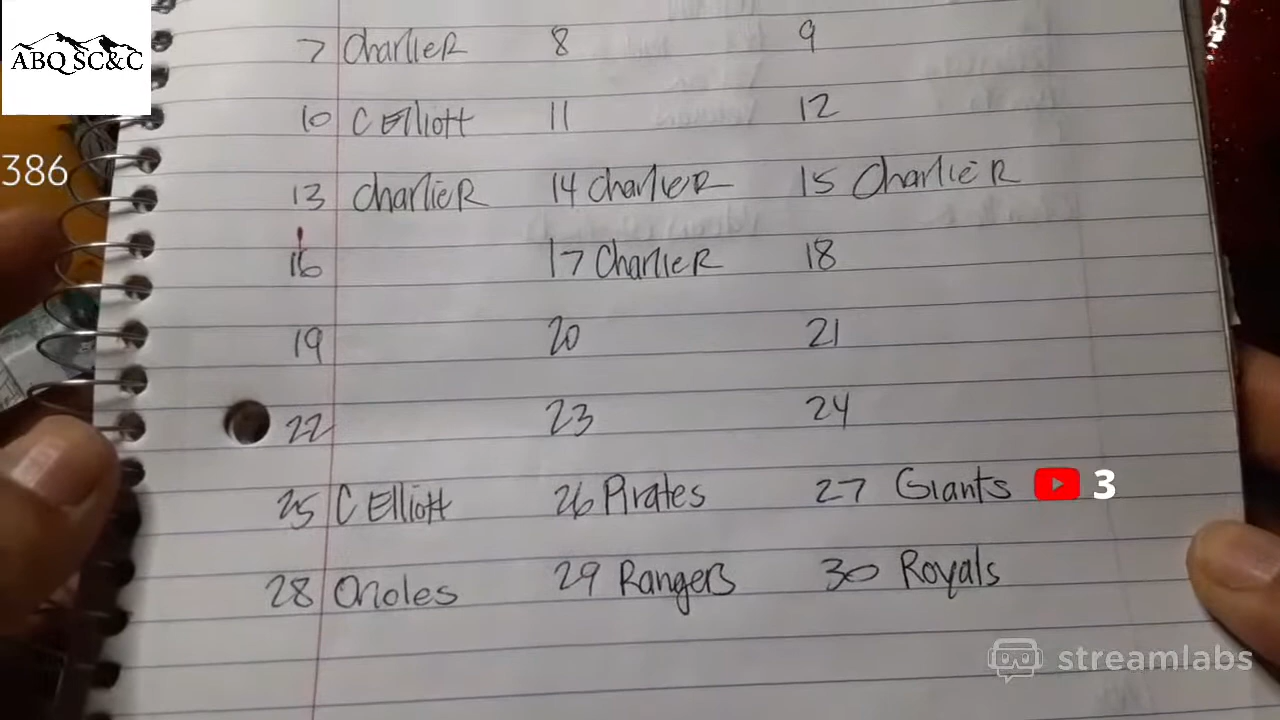 ABQ SC&C
7 CharlieR 8 9
10 C Elliott 11 12
386
13 CharlieR 14 CharlieR 15 CharlieR
16 17 CharlieR 18
19 20 21
22 23 24
25 C Elliott 26 Pirates 27 Giants 3
28 Orioles 29 Rangers 30 Royals
streamlabs